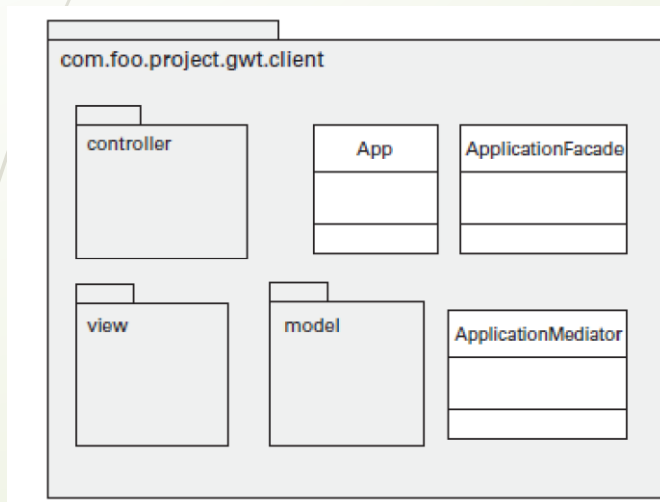 com.foo.project.gwt.client
controller
App
ApplicationFacade
view
model
ApplicationMediator